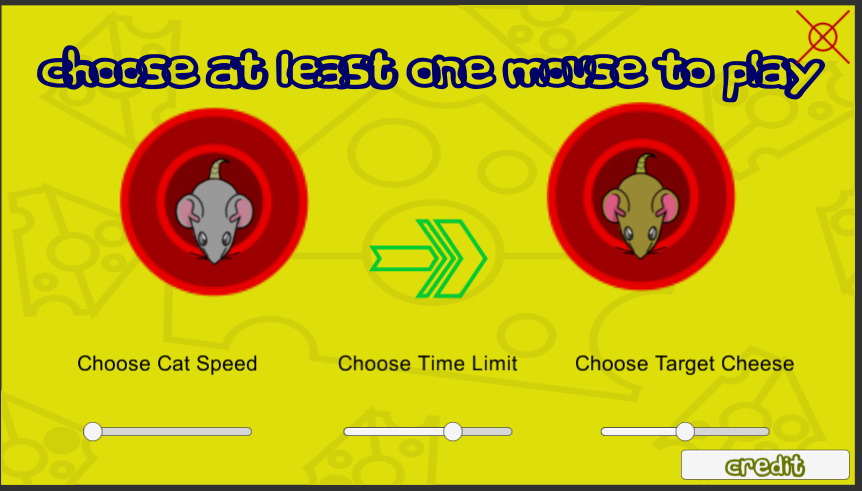 choose at least one mouse to play
Choose Cat Speed
Choose Time Limit
Choose Target Cheese
credit